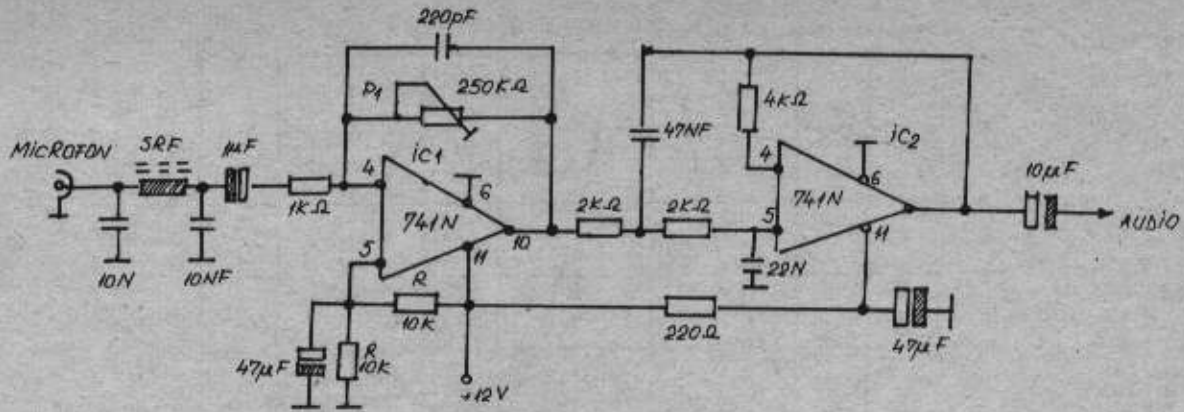 220pF
P1
250KΩ
MiCROFON
SRF
1µF
1KΩ
10N
10NF
iC1
4
6
741N
5
10
11
R
10K
47µF
R
10K
+12V
2KΩ
47NF
2KΩ
4KΩ
iC2
4
6
741N
5
11
22N
220Ω
47µF
10µF
AUDiO